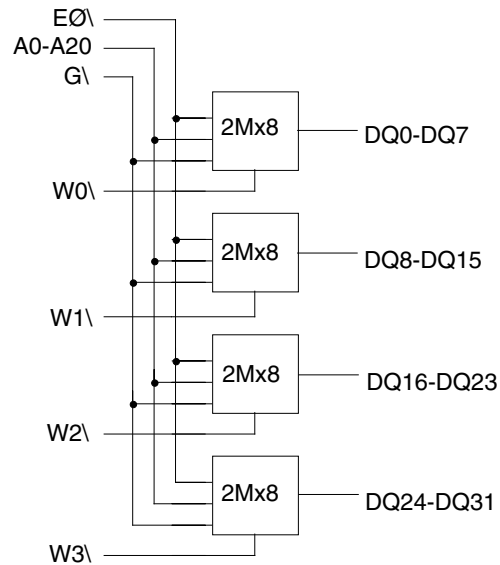 EØ\
A0-A20
G\
2Mx8
DQ0-DQ7
W0\
2Mx8
DQ8-DQ15
W1\
2Mx8
DQ16-DQ23
W2\
2Mx8
DQ24-DQ31
W3\